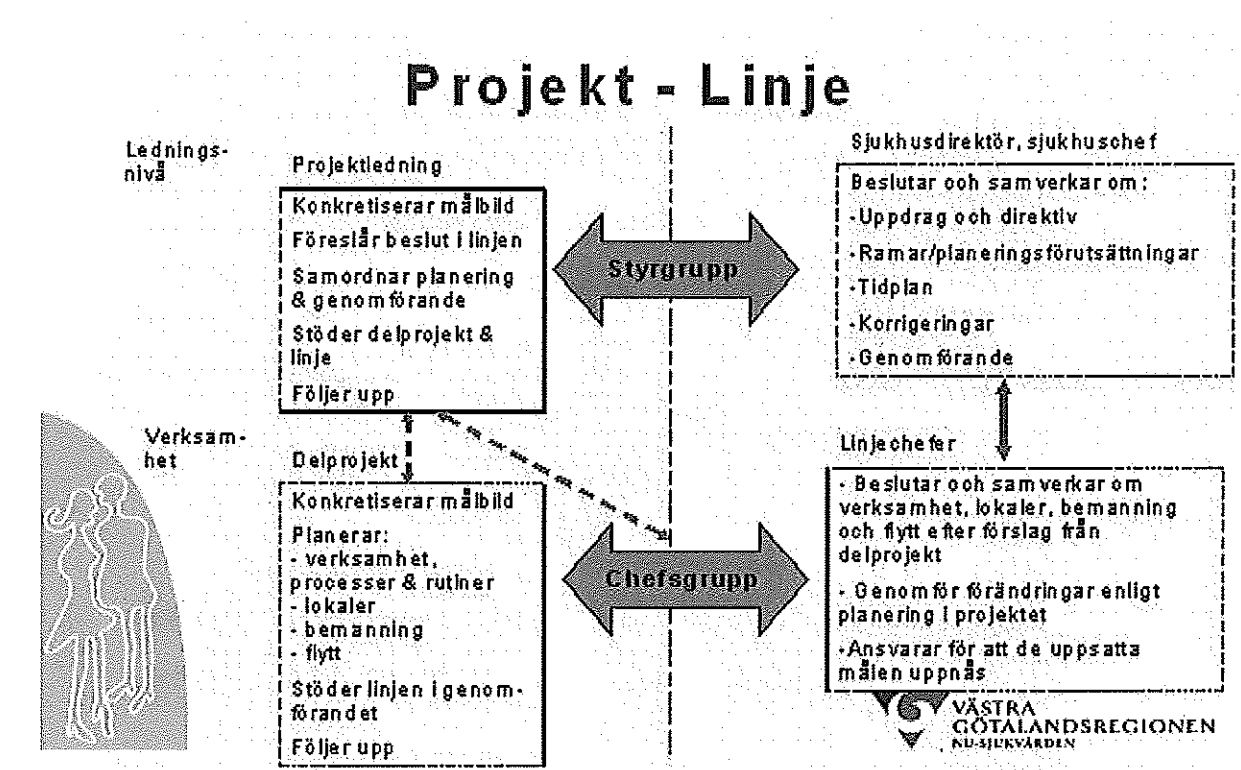 Projekt - Linje
Lednings-
nivå
Projektledning
Konkretiserar målbild
Föreslår beslut i linjen
Samordnar planering
& genomförande
Stöder delprojekt &
linje
Följer upp
Styrgrupp
Sjukhusdirektör, sjukhuschef
Beslutar och samverkar om:
-Uppdrag och direktiv
-Ramar/planeringsförutsättningar
-Tidplan
-Korrigeringar
-Genomförande
Verksam-
het
Delprojekt
Konkretiserar målbild
Planerar:
- verksamhet,
processer & rutiner
- lokaler
- bemanning
- flytt
Stöder linjen i genom-
förandet
Följer upp
Chefsgrupp
Linjechefer
- Beslutar och samverkar om
verksamhet, lokaler, bemanning
och flytt efter förslag från
delprojekt
- Genomför förändringar enligt
planering i projektet
-Ansvarar för att de uppsatta
målen uppnås
VÄSTRA
GÖTALANDSREGIONEN
NU-SJUKVÅRDEN